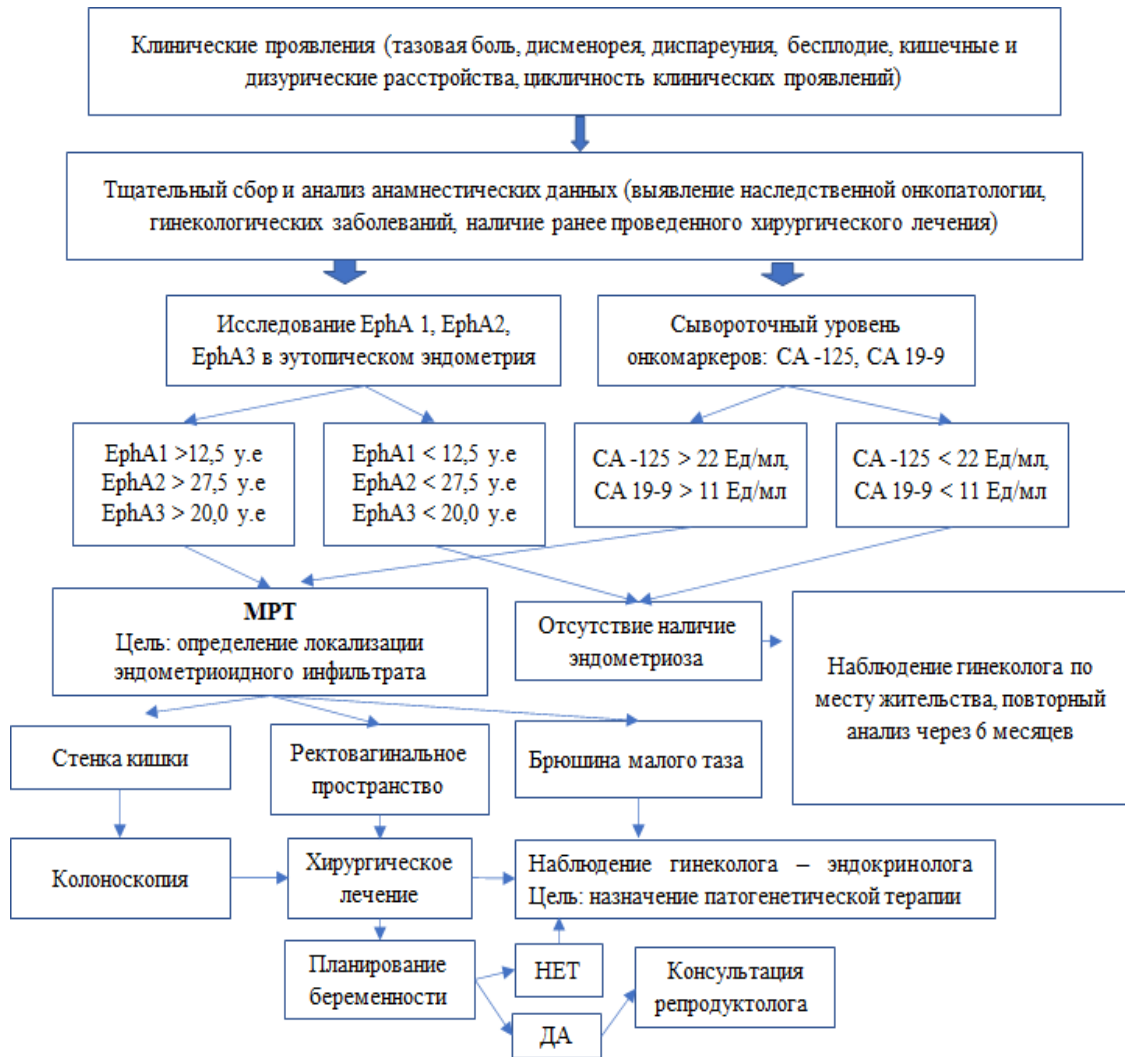 Клинические проявления (тазовая боль, дисменорея, диспареуния, бесплодие, кишечные и
дизурические расстройства, цикличность клинических проявлений)
Тщательный сбор и анализ анамнестических данных (выявление наследственной онкопатологии,
гинекологических заболеваний, наличие ранее проведенного хирургического лечения)
Исследование EphA 1, EphA2,
EphA3 в эутопическом эндометрия
Сывороточный уровень
онкомаркеров: СА -125, СА 19-9
EphA1 >12,5 у.е
EphA2 > 27,5 у.е
EphA3 > 20,0 у.е
EphA1 < 12,5 у.е
EphA2 < 27,5 у.е
EphA3 < 20,0 у.е
СА -125 > 22 Ед/мл,
СА 19-9 > 11 Ед/мл
СА -125 < 22 Ед/мл,
СА 19-9 < 11 Ед/мл
МРТ
Цель: определение локализации
эндометриоидного инфильтрата
Отсутствие наличие
эндометриоза
Наблюдение гинеколога по
месту жительства, повторный
анализ через 6 месяцев
Стенка кишки
Ректовагинальное
пространство
Брюшина малого таза
Колоноскопия
Хирургическое
лечение
Наблюдение гинеколога – эндокринолога
Цель: назначение патогенетической терапии
Планирование
беременности
НЕТ
ДА
Консультация
репродуктолога